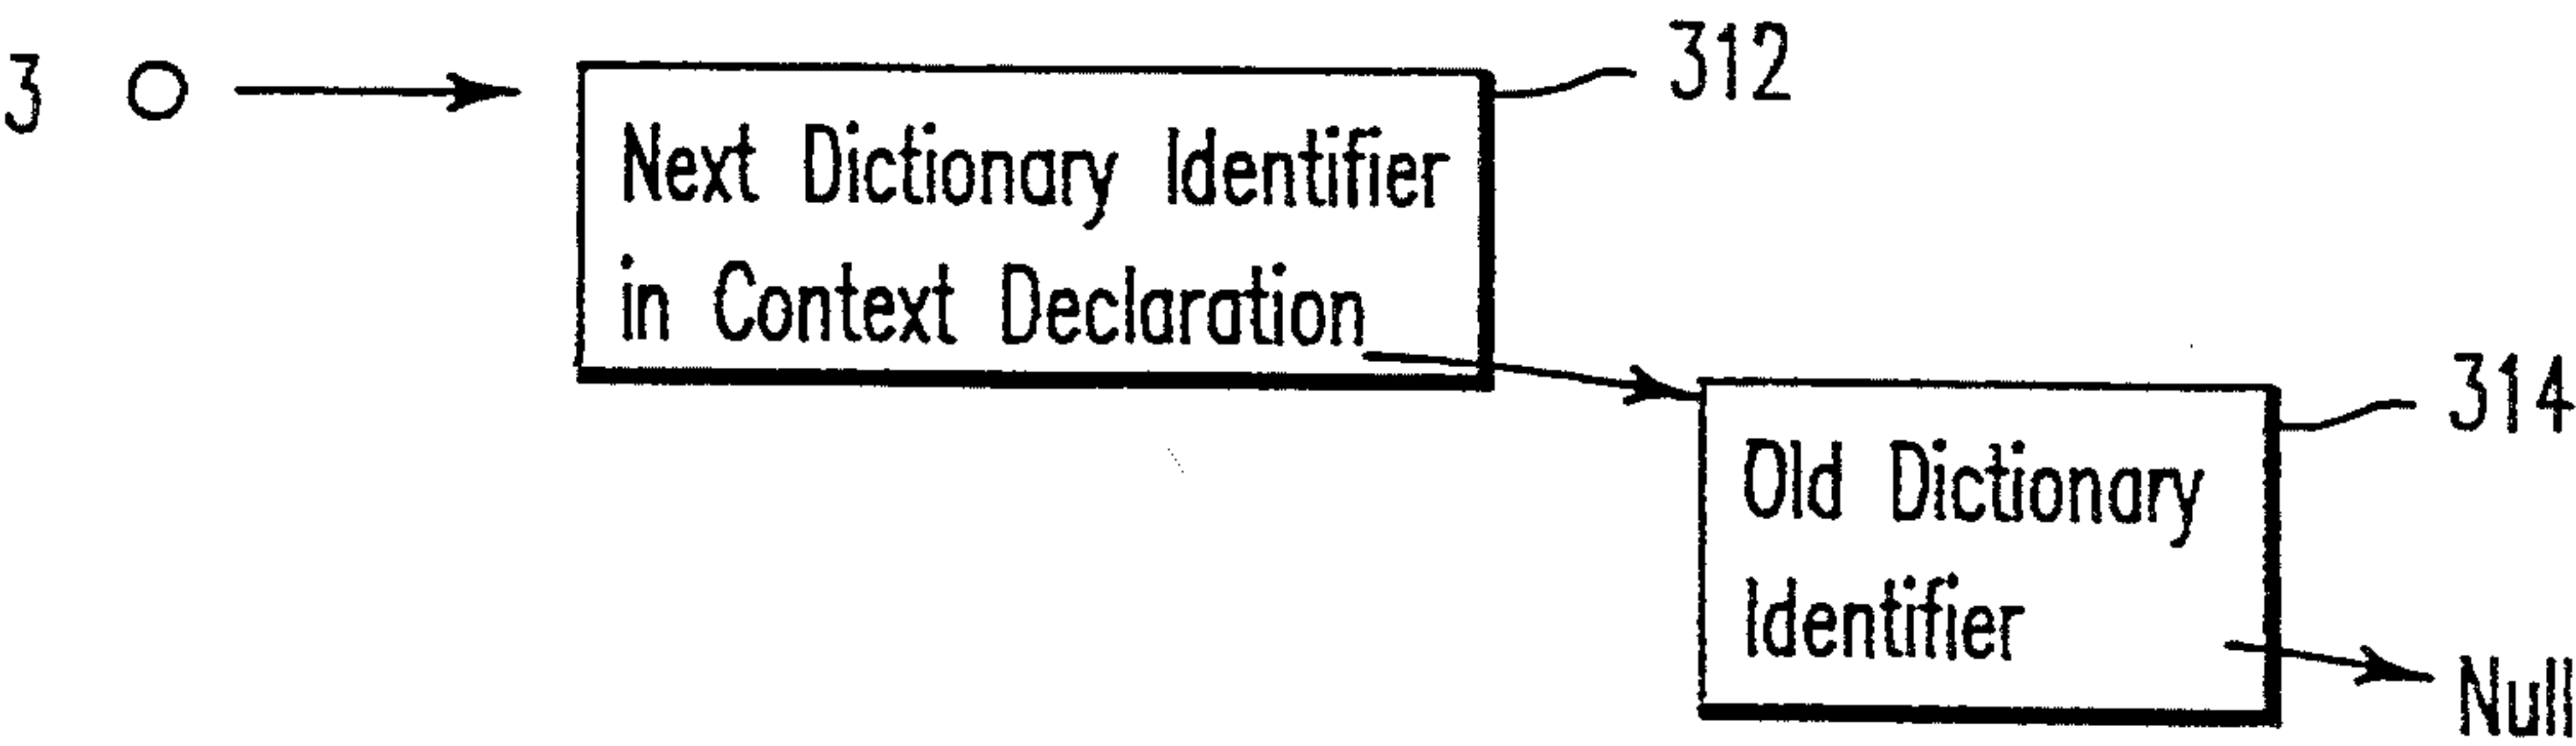 3
312
Next Dictionary Identifier
in Context Declaration
314
Old Dictionary
Identifier
Null